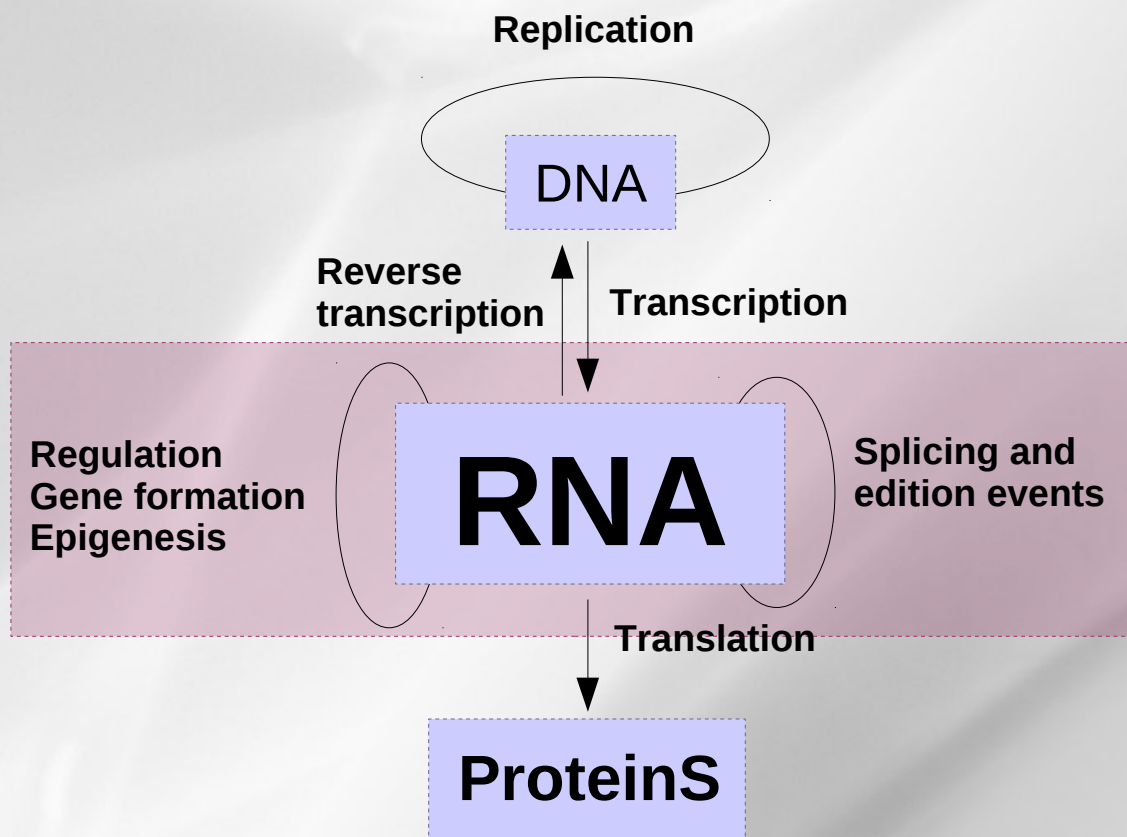 Replication
DNA
Reverse
transcription
Transcription
Regulation
Gene formation
Epigenesis
RNA
Splicing and
edition events
Translation
ProteinS